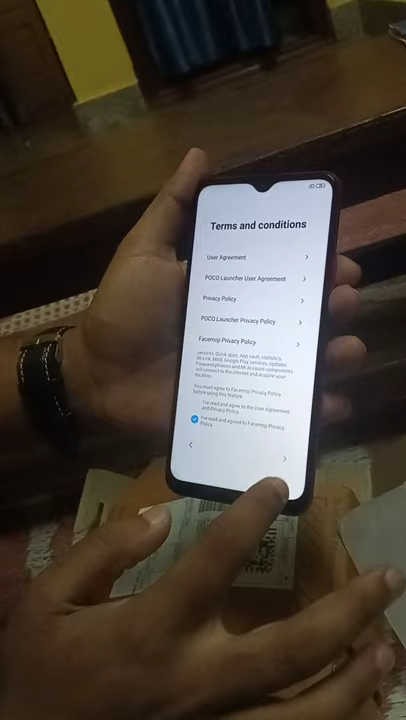 Terms and conditions
User Agreement
POCO Launcher User Agreement
Privacy Policy
POCO Launcher Privacy Policy
Facemoji Privacy Policy
services, Quick apps, App vault, statistics,
Mi Link, MAB, Google Play services, Updater,
Frequent phrases and Mi Account components
will connect to the internet and acquire your
location.
You must agree to Facemoji Privacy Policy
before using this feature.
I've read and agree to the User Agreement
and Privacy Policy
I've read and agreed to Facemoji Privacy
Policy